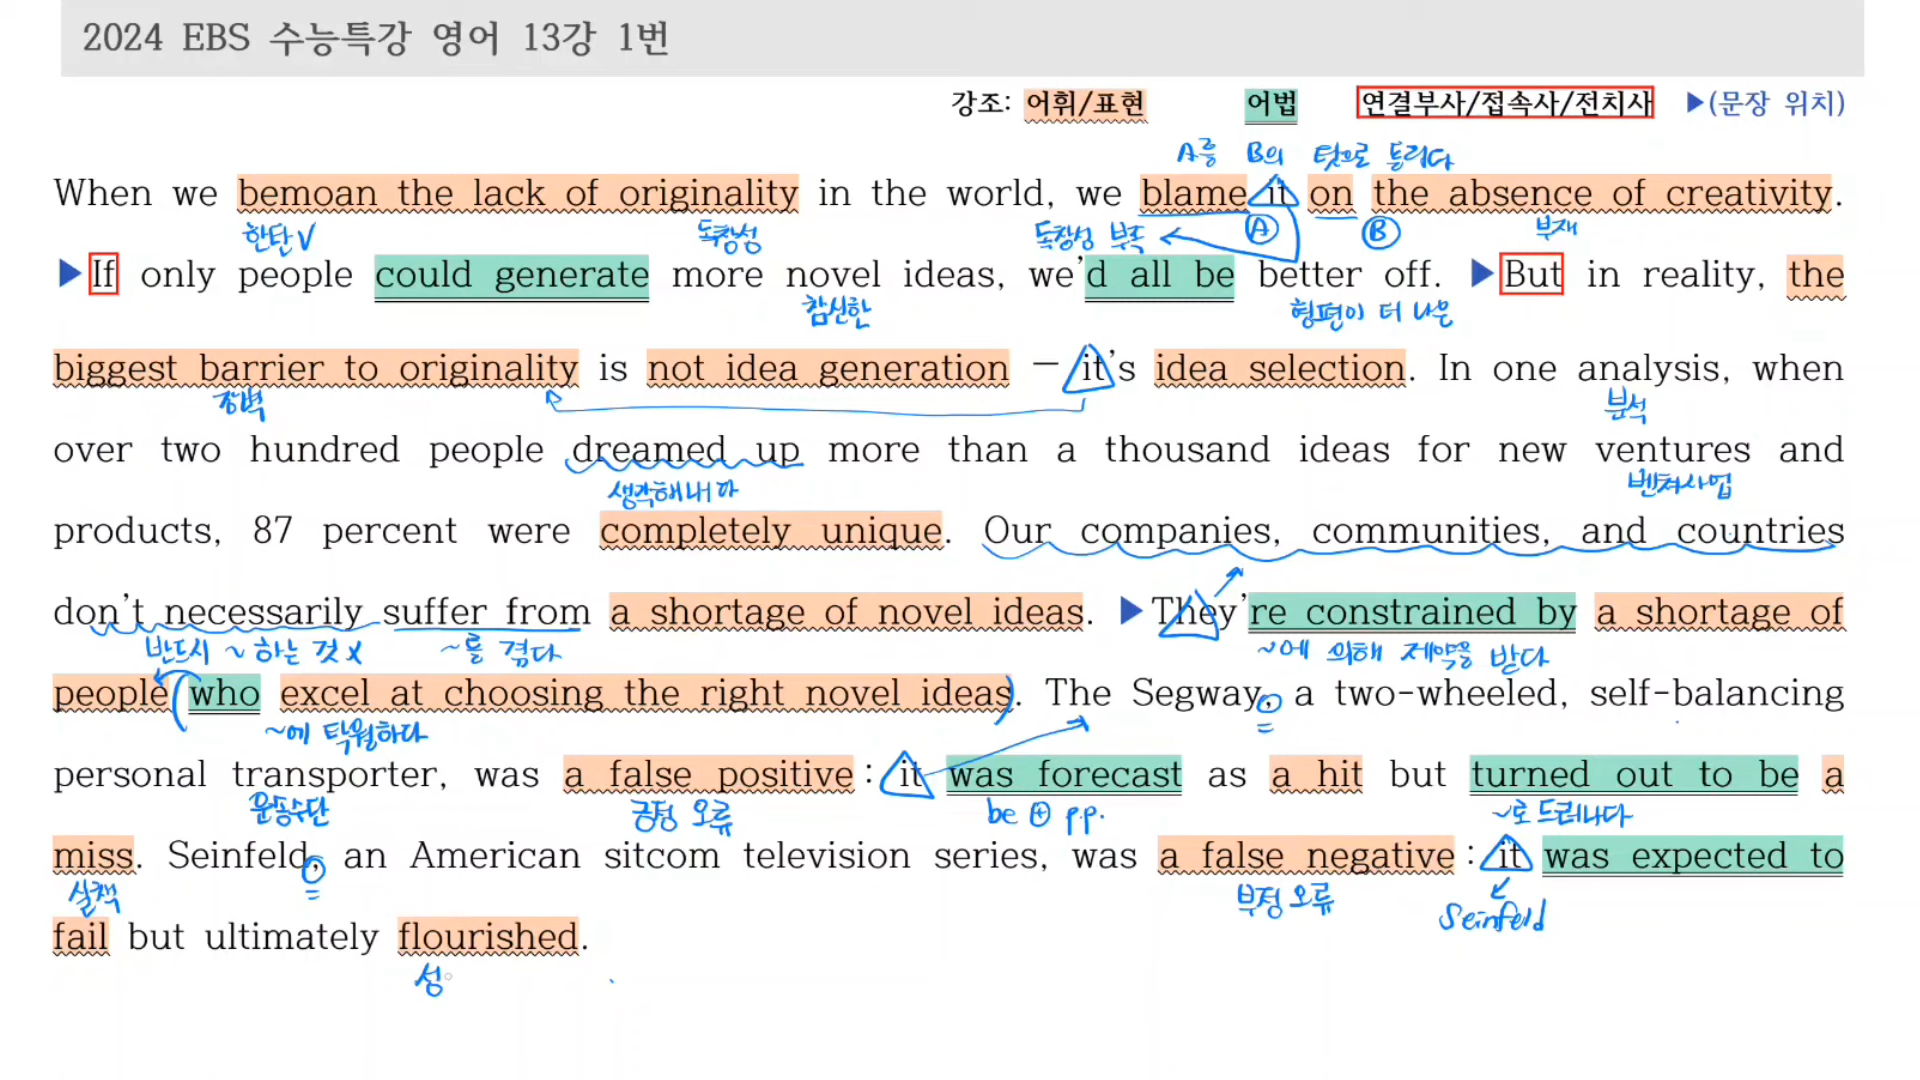 2024 EBS 수능특강 영어 13강 1번
강조: 어휘/표현 어법 연결부사/접속사/전치사 ▶(문장 위치)
A를 B의 탓으로 돌리다
When we bemoan the lack of originality in the world, we blame it on the absence of creativity.
한탄V 독창성 독창성 부족 Ⓐ Ⓑ 부재
▶If only people could generate more novel ideas, we'd all be better off. ▶But in reality, the
참신한 형편이 더 나은
biggest barrier to originality is not idea generation – it's idea selection. In one analysis, when
장벽 분석
over two hundred people dreamed up more than a thousand ideas for new ventures and
생각해내다 벤처사업
products, 87 percent were completely unique. Our companies, communities, and countries
don't necessarily suffer from a shortage of novel ideas. ▶They're constrained by a shortage of
반드시 ~하는 것 x ~를 겪다 ~에 의해 제약을 받다
people (who excel at choosing the right novel ideas). The Segway, a two-wheeled, self-balancing
~에 탁월하다
personal transporter, was a false positive: it was forecast as a hit but turned out to be a
운송수단 긍정 오류 be ⊕ p.p. ~로 드러나다
miss. Seinfeld, an American sitcom television series, was a false negative: it was expected to
실책 부정 오류 Seinfeld
fail but ultimately flourished.
성